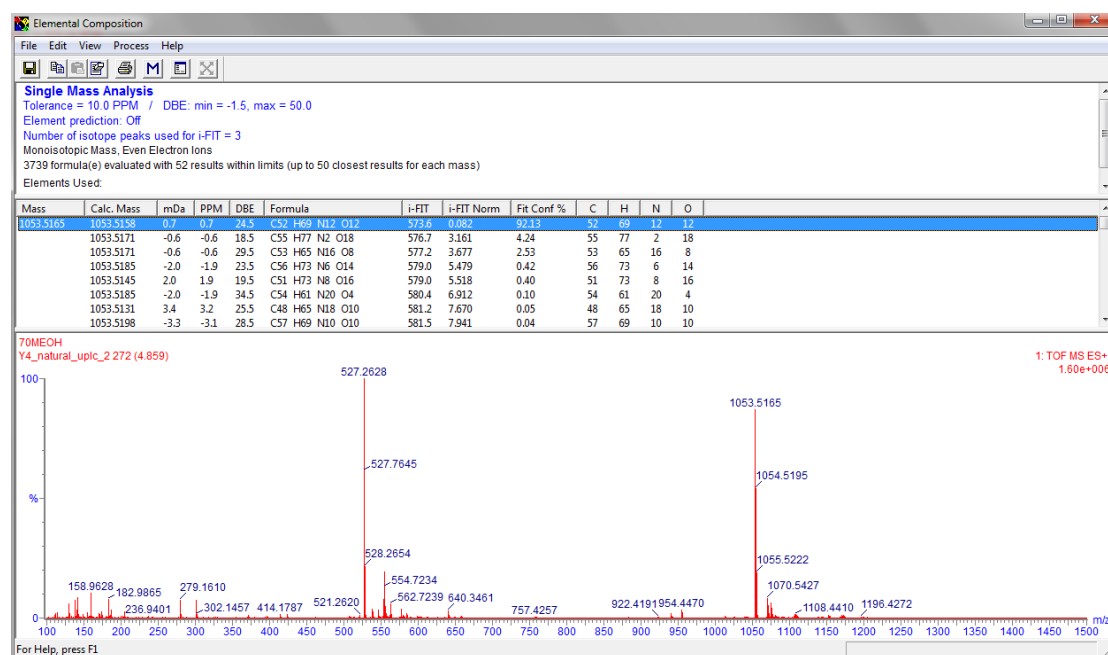 Elemental Composition
File Edit View Process Help
M
Single Mass Analysis
Tolerance = 10.0 PPM / DBE: min = -1.5, max = 50.0
Element prediction: Off
Number of isotope peaks used for i-FIT = 3
Monoisotopic Mass, Even Electron Ions
3739 formula(e) evaluated with 52 results within limits (up to 50 closest results for each mass)
Elements Used:
Mass Calc. Mass mDa PPM DBE Formula i-FIT i-FIT Norm Fit Conf % C H N O
1053.5165 1053.5158 0.7 0.7 24.5 C52 H69 N12 O12 573.6 0.082 92.13 52 69 12 12
1053.5171 -0.6 -0.6 18.5 C55 H77 N2 O18 576.7 3.161 4.24 55 77 2 18
1053.5171 -0.6 -0.6 29.5 C53 H65 N16 O8 577.2 3.677 2.53 53 65 16 8
1053.5185 -2.0 -1.9 23.5 C56 H73 N6 O14 579.0 5.479 0.42 56 73 6 14
1053.5145 2.0 1.9 19.5 C51 H73 N8 O16 579.0 5.518 0.40 51 73 8 16
1053.5185 -2.0 -1.9 34.5 C54 H61 N20 O4 580.4 6.912 0.10 54 61 20 4
1053.5131 3.4 3.2 25.5 C48 H65 N18 O10 581.2 7.670 0.05 48 65 18 10
1053.5198 -3.3 -3.1 28.5 C57 H69 N10 O10 581.5 7.941 0.04 57 69 10 10
70MEOH
Y4_natural_uplc_2 272 (4.859)
1: TOF MS ES+
1.60e+006
100
%
0
527.2628
527.7645
528.2654
158.9628
182.9865
236.9401
279.1610
302.1457
414.1787
521.2620
554.7234
562.7239
640.3461
757.4257
922.4191
954.4470
1053.5165
1054.5195
1055.5222
1070.5427
1108.4410
1196.4272
100 150 200 250 300 350 400 450 500 550 600 650 700 750 800 850 900 950 1000 1050 1100 1150 1200 1250 1300 1350 1400 1450 1500
m/z
For Help, press F1